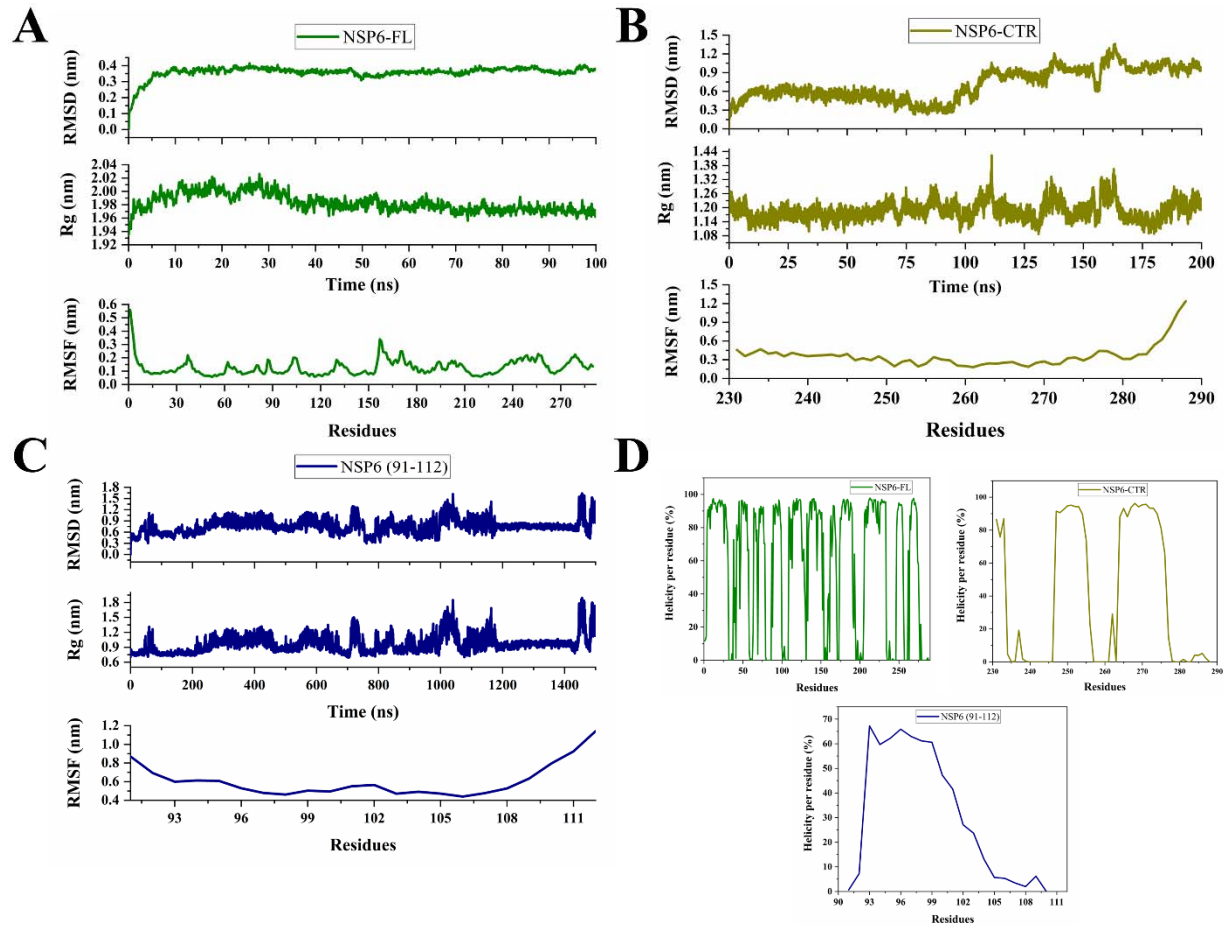 A
NSP6-FL
RMSD (nm)
0.4
0.3
0.2
0.1
0.0
Rg (nm)
2.04
2.02
2.00
1.98
1.96
1.94
1.92
0 10 20 30 40 50 60 70 80 90 100
Time (ns)
RMSF (nm)
0.6
0.5
0.4
0.3
0.2
0.1
0.0
0 30 60 90 120 150 180 210 240 270
Residues
B
NSP6-CTR
RMSD (nm)
1.5
1.2
0.9
0.6
0.3
0.0
Rg (nm)
1.44
1.38
1.32
1.26
1.20
1.14
1.08
0 25 50 75 100 125 150 175 200
Time (ns)
RMSF (nm)
1.5
1.2
0.9
0.6
0.3
0.0
230 240 250 260 270 280 290
Residues
C
NSP6 (91-112)
RMSD (nm)
1.8
1.5
1.2
0.9
0.6
0.3
0.0
Rg (nm)
1.8
1.5
1.2
0.9
0.6
0 200 400 600 800 1000 1200 1400
Time (ns)
RMSF (nm)
1.2
1.0
0.8
0.6
0.4
93 96 99 102 105 108 111
Residues
D
NSP6-FL
Helicity per residue (%)
100
80
60
40
20
0
0 50 100 150 200 250
Residues
NSP6-CTR
Helicity per residue (%)
100
80
60
40
20
0
230 240 250 260 270 280 290
Residues
NSP6 (91-112)
Helicity per residue (%)
70
60
50
40
30
20
10
0
90 93 96 99 102 105 108 111
Residues